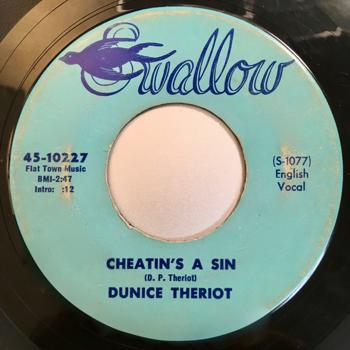 Swallow
45-10227
Flat Town Music
BMI-2:47
Intro: :12
(S-1077)
English
Vocal
CHEATIN'S A SIN
(D. P. Theriot)
DUNICE THERIOT